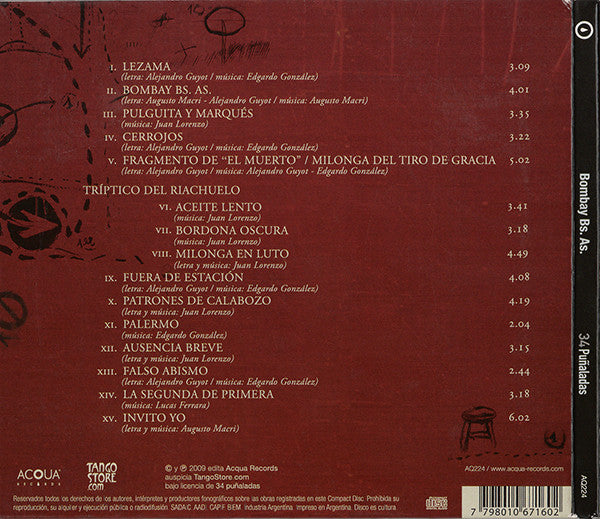 I. LEZAMA 3.09
(letra: Alejandro Guyot / música: Edgardo González)
II. BOMBAY BS. AS. 4.01
(letra: Augusto Macri - Alejandro Guyot / música: Augusto Macri)
III. PULGUITA Y MARQUÉS 3.35
(música: Juan Lorenzo)
IV. CERROJOS 3.22
(letra: Alejandro Guyot / música: Edgardo González)
V. FRAGMENTO DE “EL MUERTO” / MILONGA DEL TIRO DE GRACIA 5.02
(letra: Alejandro Guyot / música: Alejandro Guyot - Edgardo González)
TRÍPTICO DEL RIACHUELO
VI. ACEITE LENTO 3.41
(música: Juan Lorenzo)
VII. BORDONA OSCURA 3.18
(música: Juan Lorenzo)
VIII. MILONGA EN LUTO 4.49
(letra y música: Juan Lorenzo)
IX. FUERA DE ESTACIÓN 4.08
(letra: Alejandro Guyot / música: Edgardo González)
X. PATRONES DE CALABOZO 4.19
(letra y música: Juan Lorenzo)
XI. PALERMO 2.04
(música: Edgardo González)
XII. AUSENCIA BREVE 3.15
(letra y música: Juan Lorenzo)
XIII. FALSO ABISMO 2.44
(letra: Alejandro Guyot / música: Edgardo González)
XIV. LA SEGUNDA DE PRIMERA 3.18
(música: Lucas Ferrara)
XV. INVITO YO 6.02
(letra y música: Augusto Macri)
ACQUA
RECORDS
TANGO
STORE
.com
© y ℗ 2009 edita Acqua Records
auspicia TangoStore.com
bajo licencia de 34 puñaladas
AQ224 / www.acqua-records.com
Reservados todos los derechos de los autores, intérpretes y productores fonográficos sobre las obras registradas en este Compact Disc. Prohibida su
reproducción, su alquiler y ejecución pública o radiodifusión. SADAIC. AADI. CAPIF. BIEM. Industria Argentina. Impreso en Argentina. Disco es cultura
7 798010 671602
Bombay Bs. As.
34 Puñaladas
AQ224